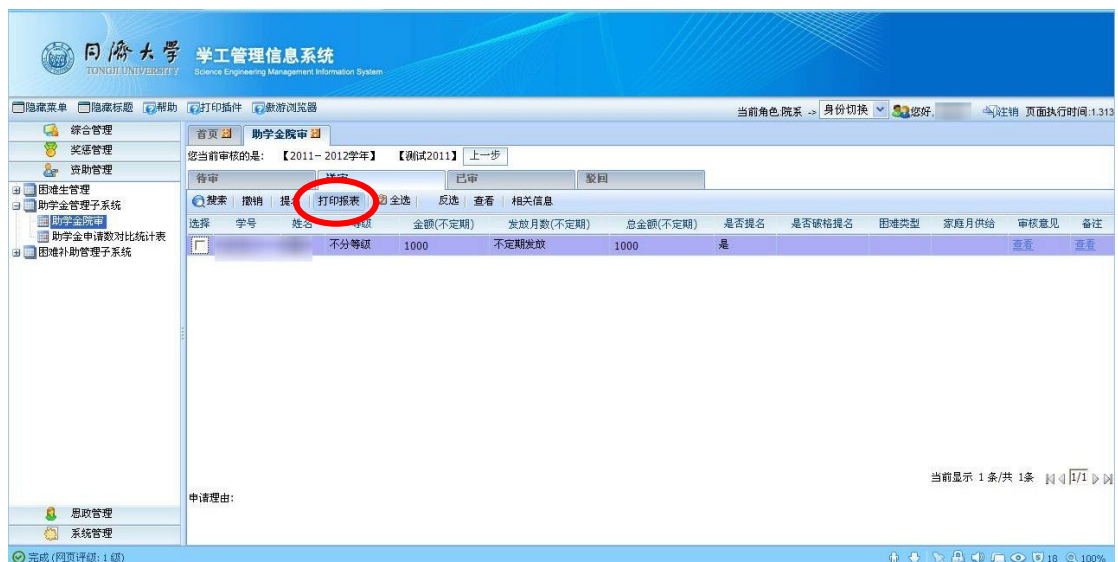 同濟大学 学工管理信息系统
TONGJI UNIVERSITY Science Engineering Management Information System
隐藏菜单 隐藏标题 帮助 打印插件 傲游浏览器 当前角色:院系 -> 身份切换 您好, 注销 页面执行时间:1.313
综合管理
奖惩管理
资助管理
困难生管理
助学金管理子系统
助学金院审
助学金申请数对比统计表
困难补助管理子系统
思政管理
系统管理
首页 助学金院审
您当前审核的是: 【2011-2012学年】 【测试2011】 上一步
待审 送审 已审 驳回
搜索 撤销 提名 打印报表 全选 反选 查看 相关信息
选择 学号 姓名 等级 金额(不定期) 发放月数(不定期) 总金额(不定期) 是否提名 是否破格提名 困难类型 家庭月供给 审核意见 备注
不分等级 1000 不定期发放 1000 是 查看 查看
当前显示 1 条/共 1条 1/1
申请理由:
完成 (网页评级: 1 级) 18 100%